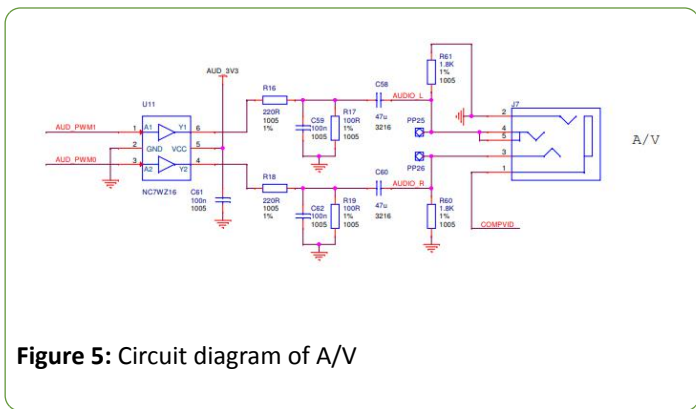 AUD_3V3
U11
AUD_PWM1
1
A1
Y1
6
2
GND
VCC
5
AUD_PWM0
3
A2
Y2
4
NC7WZ16
C61
100n
1005
R16
220R
1005
1%
C59
100n
1005
R17
100R
1005
1%
C58
47u
3216
AUDIO_L
R61
1.8K
1%
1005
PP25
PP26
R18
220R
1005
1%
C62
100n
1005
R19
100R
1005
1%
C60
47u
3216
AUDIO_R
R60
1.8K
1%
1005
J7
2
4
5
3
1
COMPVID
A/V
Figure 5: Circuit diagram of A/V